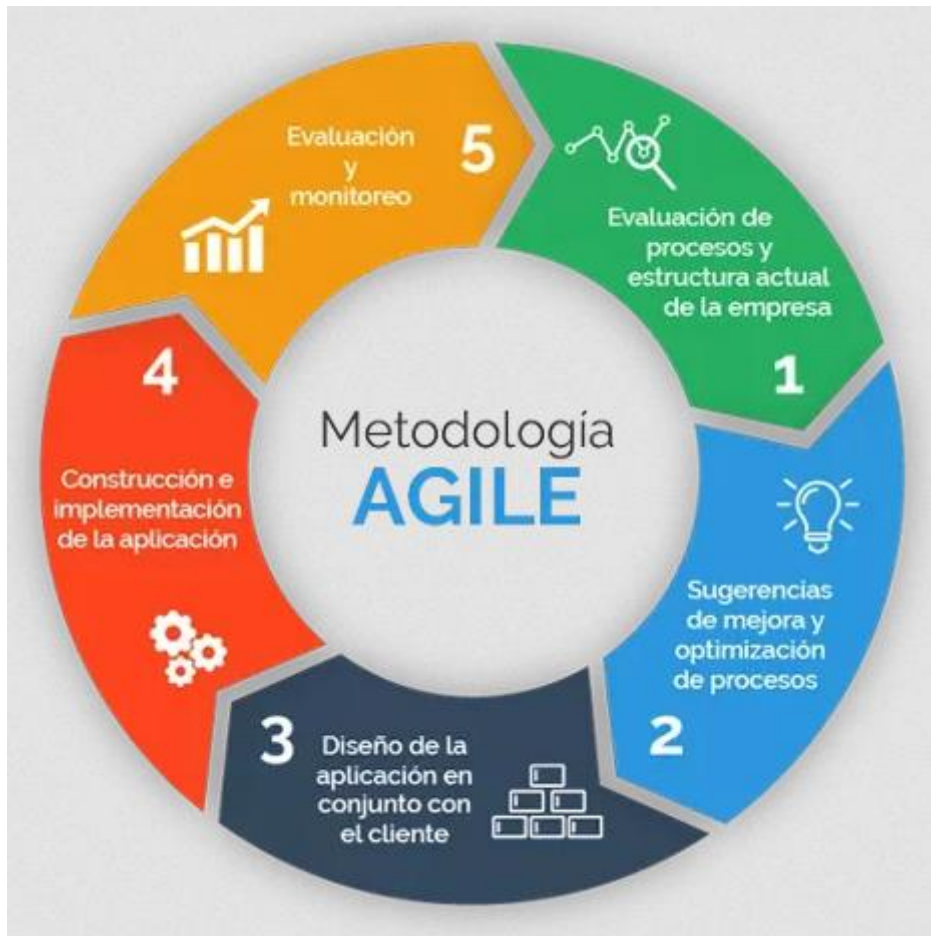 Metodología
AGILE
Evaluación de
procesos y
estructura actual
de la empresa
1
Sugerencias
de mejora y
optimización
de procesos
2
3
Diseño de la
aplicación en
conjunto con
el cliente
4
Construcción e
implementación
de la aplicación
5
Evaluación
y
monitoreo